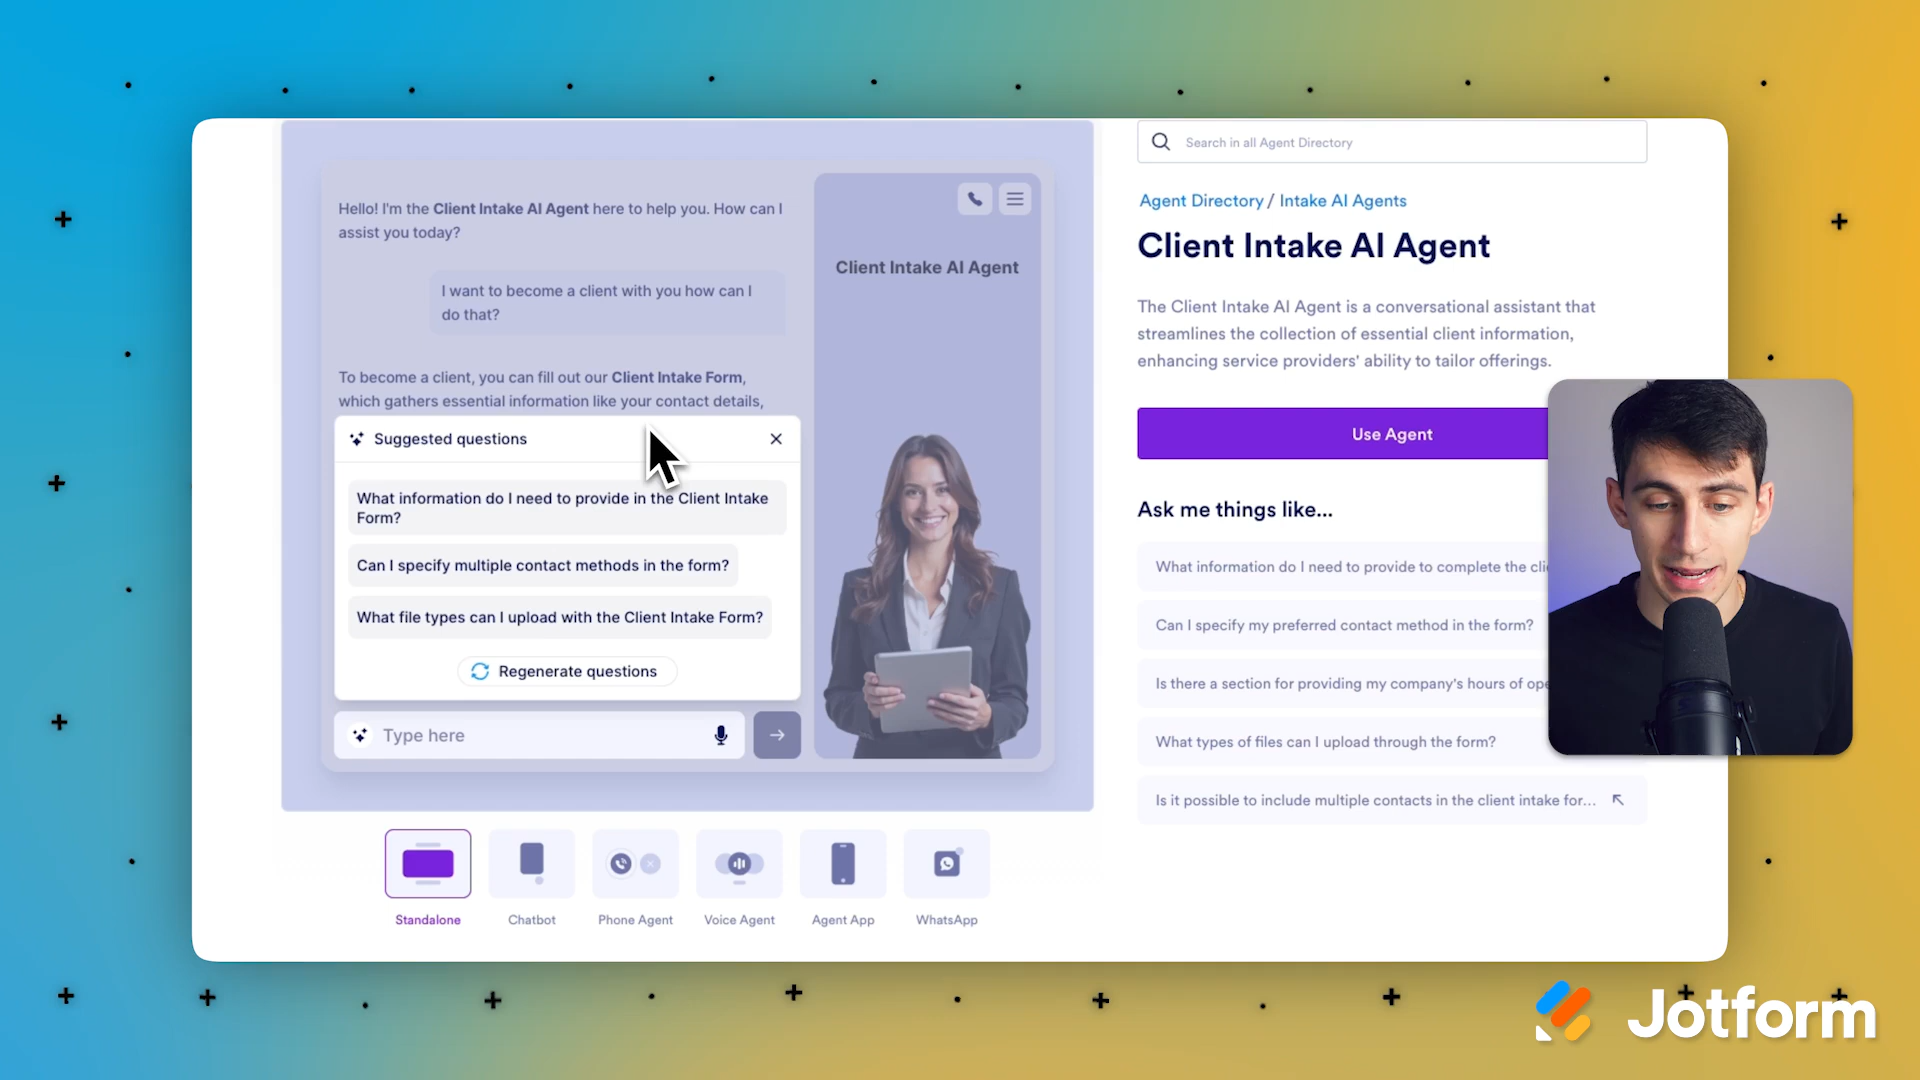 Hello! I'm the Client Intake AI Agent here to help you. How can I
assist you today?
I want to become a client with you how can I
do that?
To become a client, you can fill out our Client Intake Form,
which gathers essential information like your contact details,
Suggested questions
What information do I need to provide in the Client Intake
Form?
Can I specify multiple contact methods in the form?
What file types can I upload with the Client Intake Form?
Regenerate questions
Type here
Client Intake AI Agent
Standalone
Chatbot
Phone Agent
Voice Agent
Agent App
WhatsApp
Search in all Agent Directory
Agent Directory / Intake AI Agents
Client Intake AI Agent
The Client Intake AI Agent is a conversational assistant that
streamlines the collection of essential client information,
enhancing service providers' ability to tailor offerings.
Use Agent
Ask me things like...
What information do I need to provide to complete the
Can I specify my preferred contact method in the form?
Is there a section for providing my company's hours of
What types of files can I upload through the form?
Is it possible to include multiple contacts in the client intake for...
Jotform